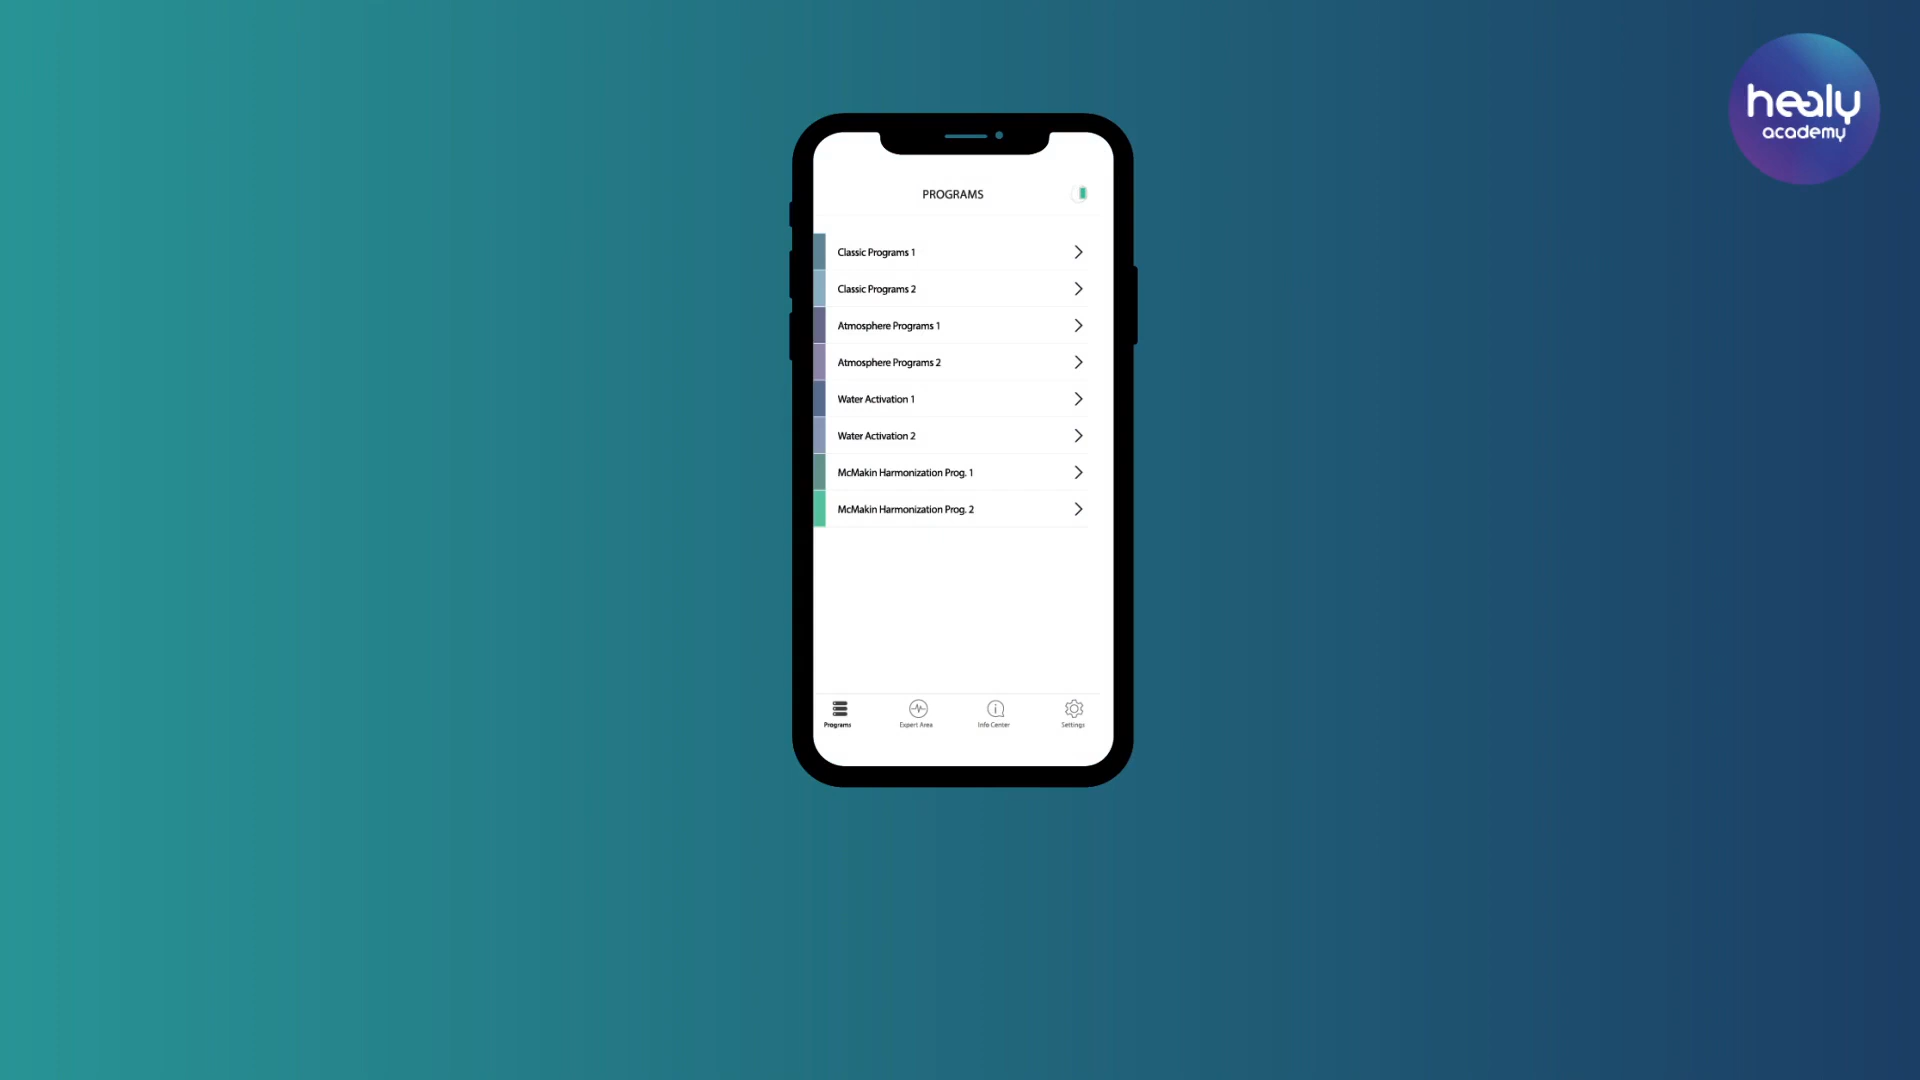 healy
academy
PROGRAMS
Classic Programs 1
Classic Programs 2
Atmosphere Programs 1
Atmosphere Programs 2
Water Activation 1
Water Activation 2
McMakin Harmonization Prog. 1
McMakin Harmonization Prog. 2
Programs
Expert Area
Info Center
Settings